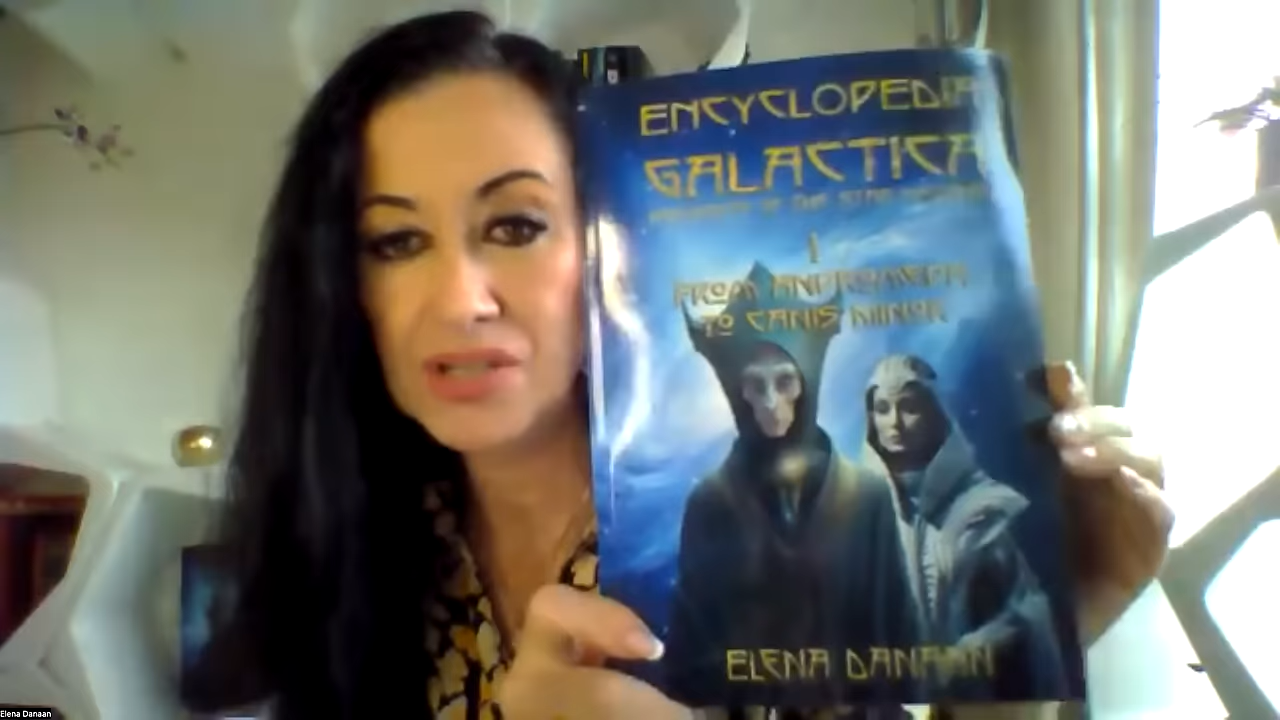 ENCYCLOPEDIA
GALACTICA
I
FROM ANDROMEDA
TO CANIS MINOR
ELENA DANAAN
Elena Danaan